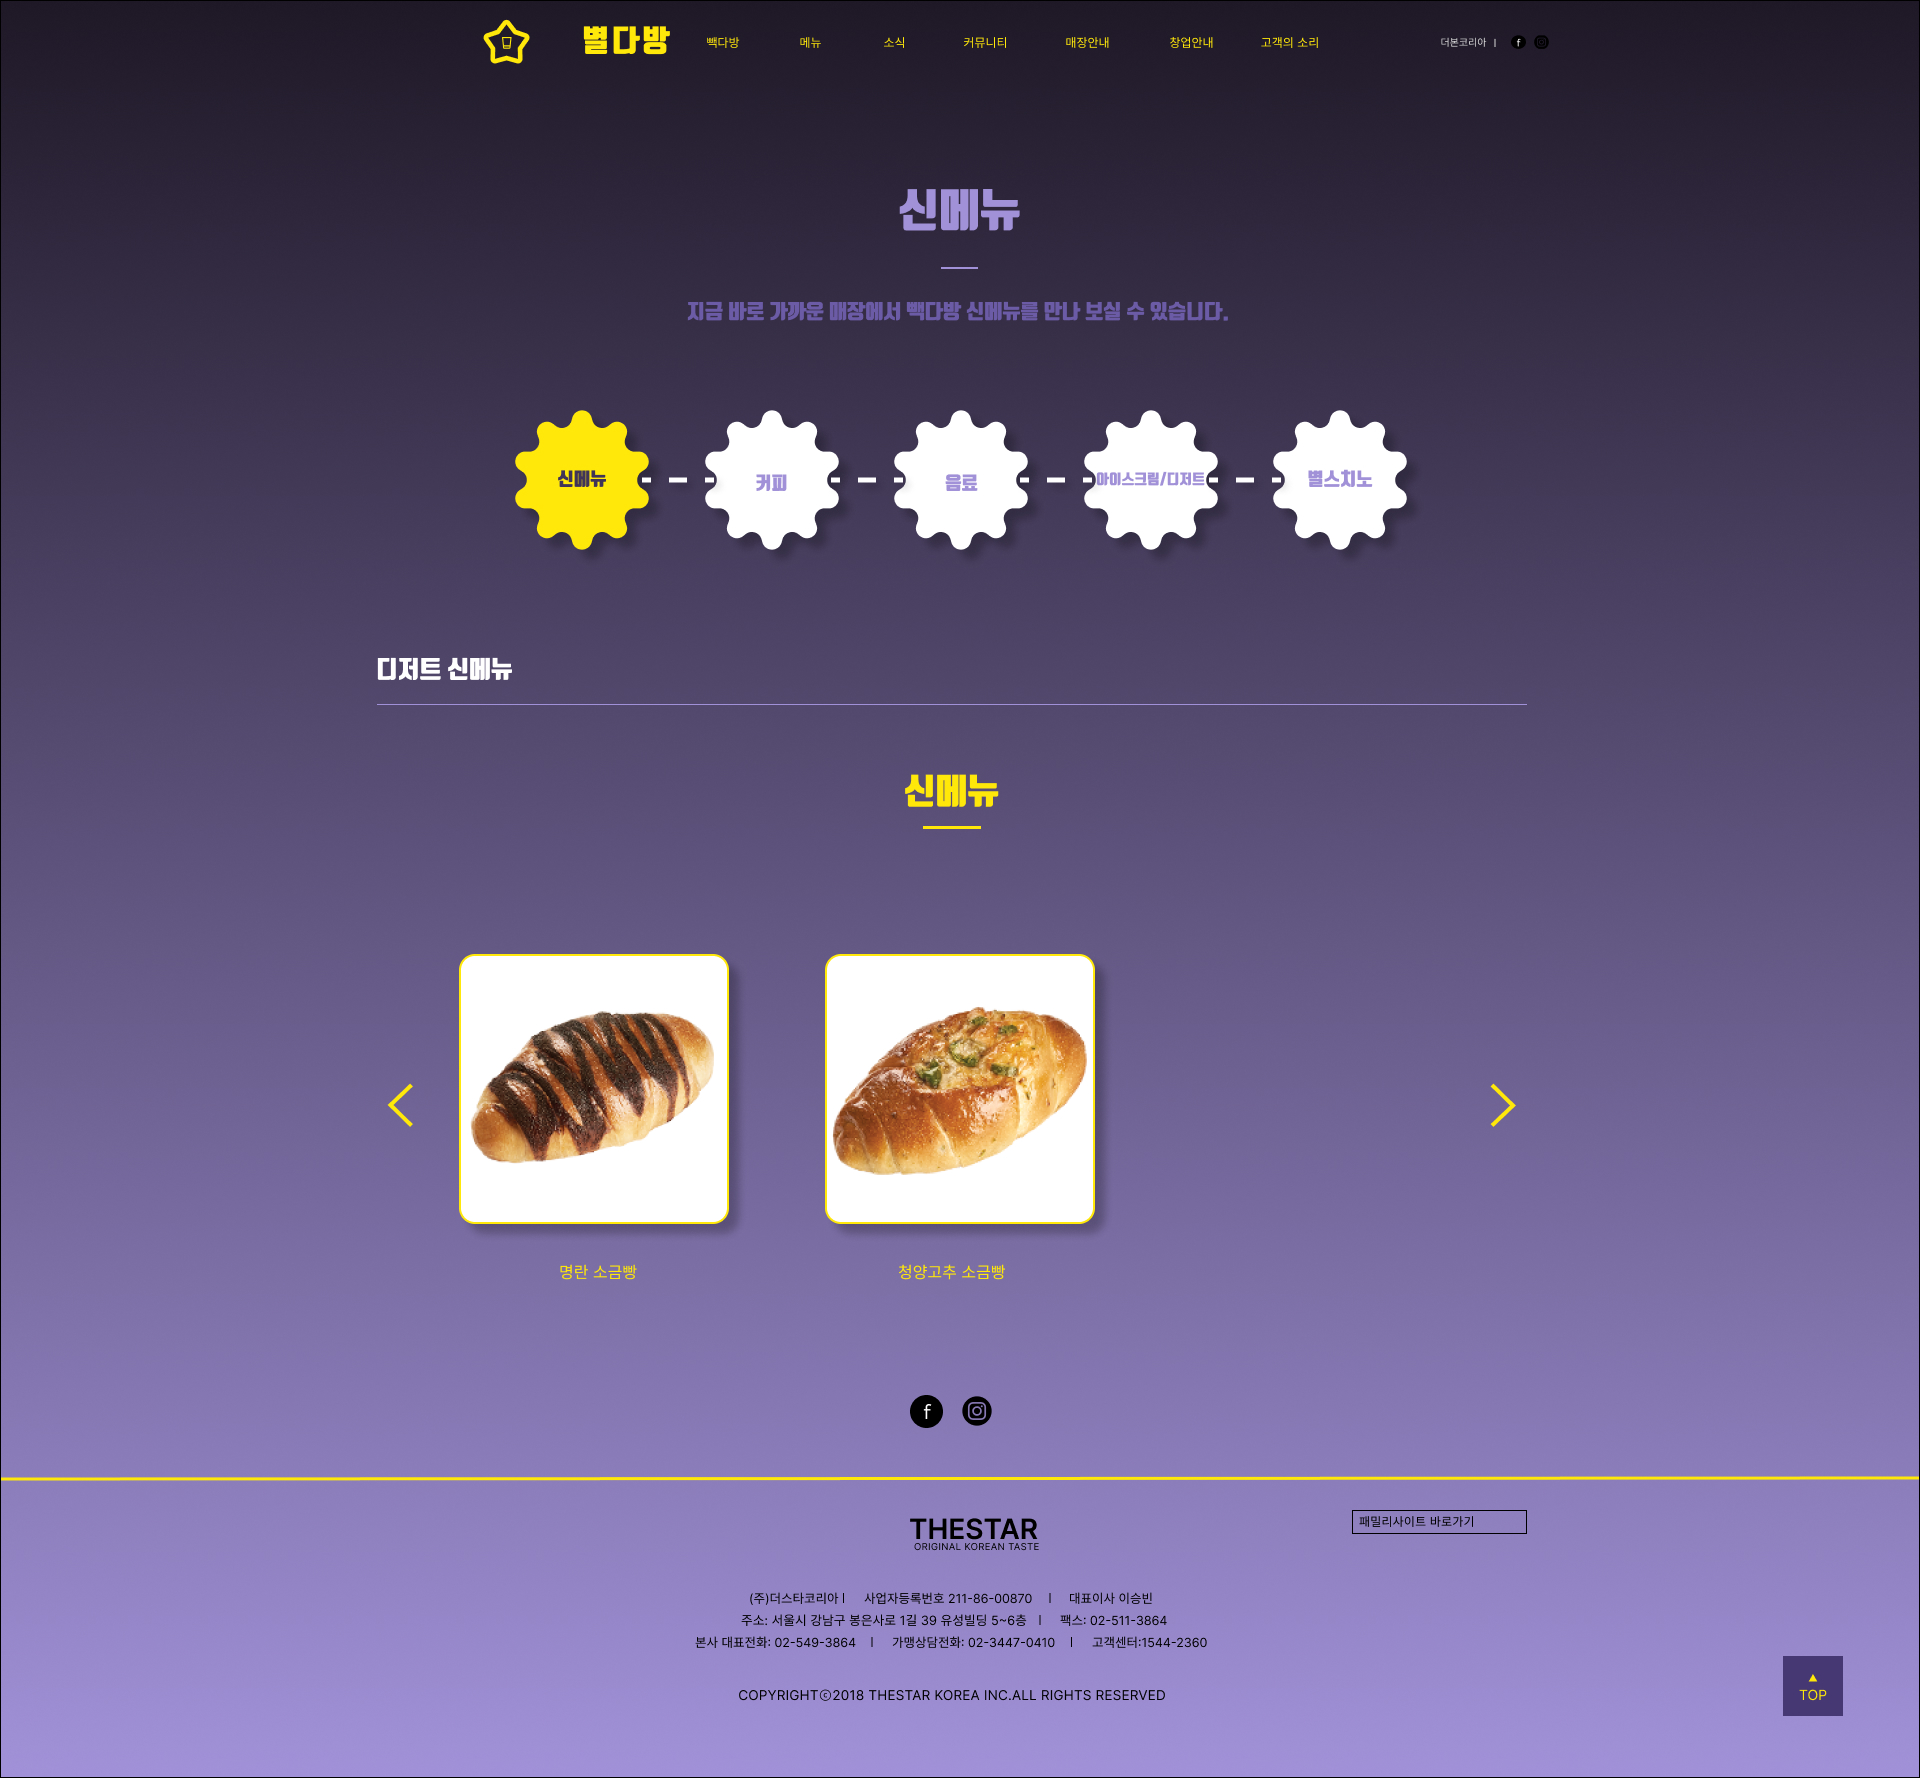 별다방 빽다방 메뉴 소식 커뮤니티 매장안내 창업안내 고객의 소리 더본코리아 |
신메뉴
지금 바로 가까운 매장에서 빽다방 신메뉴를 만나 보실 수 있습니다.
신메뉴 커피 음료 아이스크림/디저트 별스치노
디저트 신메뉴
신메뉴
명란 소금빵 청양고추 소금빵
THESTAR
ORIGINAL KOREAN TASTE
패밀리사이트 바로가기
(주)더스타코리아 | 사업자등록번호 211-86-00870 | 대표이사 이승빈
주소: 서울시 강남구 봉은사로 1길 39 유성빌딩 5~6층 | 팩스: 02-511-3864
본사 대표전화: 02-549-3864 | 가맹상담전화: 02-3447-0410 | 고객센터:1544-2360
COPYRIGHTⓒ2018 THESTAR KOREA INC.ALL RIGHTS RESERVED
▲
TOP